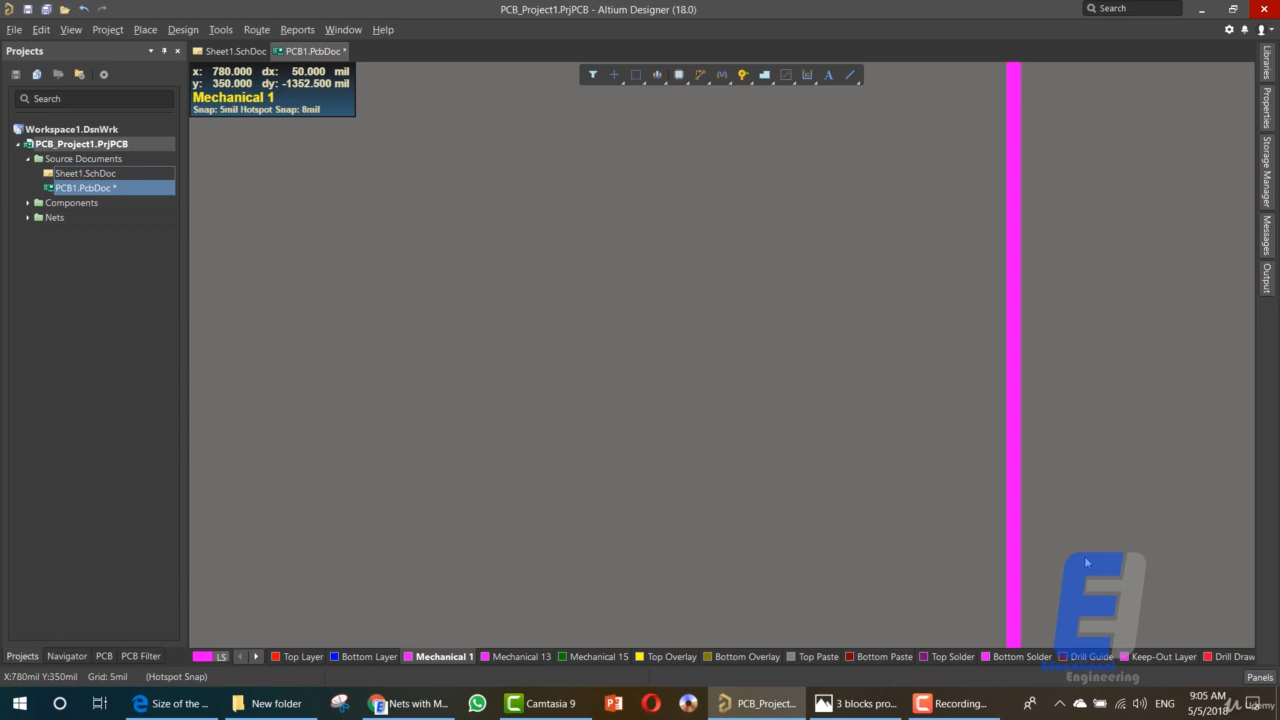 PCB_Project1.PrjPCB - Altium Designer (18.0)
Search
File Edit View Project Place Design Tools Route Reports Window Help
Projects
Sheet1.SchDoc
PCB1.PcbDoc *
x: 780.000 dx: 50.000 mil
y: 350.000 dy: -1352.500 mil
Mechanical 1
Snap: 5mil Hotspot Snap: 8mil
Search
Workspace1.DsnWrk
PCB_Project1.PrjPCB
Source Documents
Sheet1.SchDoc
PCB1.PcbDoc *
Components
Nets
Libraries
Properties
Storage Manager
Messages
Output
Educational
Engineering
Projects Navigator PCB PCB Filter
LS Top Layer Bottom Layer Mechanical 1 Mechanical 13 Mechanical 15 Top Overlay Bottom Overlay Top Paste Bottom Paste Top Solder Bottom Solder Drill Guide Keep-Out Layer Drill Draw
X:780mil Y:350mil Grid: 5mil (Hotspot Snap)
Panels
Size of the ...
New folder
Nets with M...
Camtasia 9
PCB_Project...
3 blocks pro...
Recording...
ENG
9:05 AM
5/5/2018
Udemy